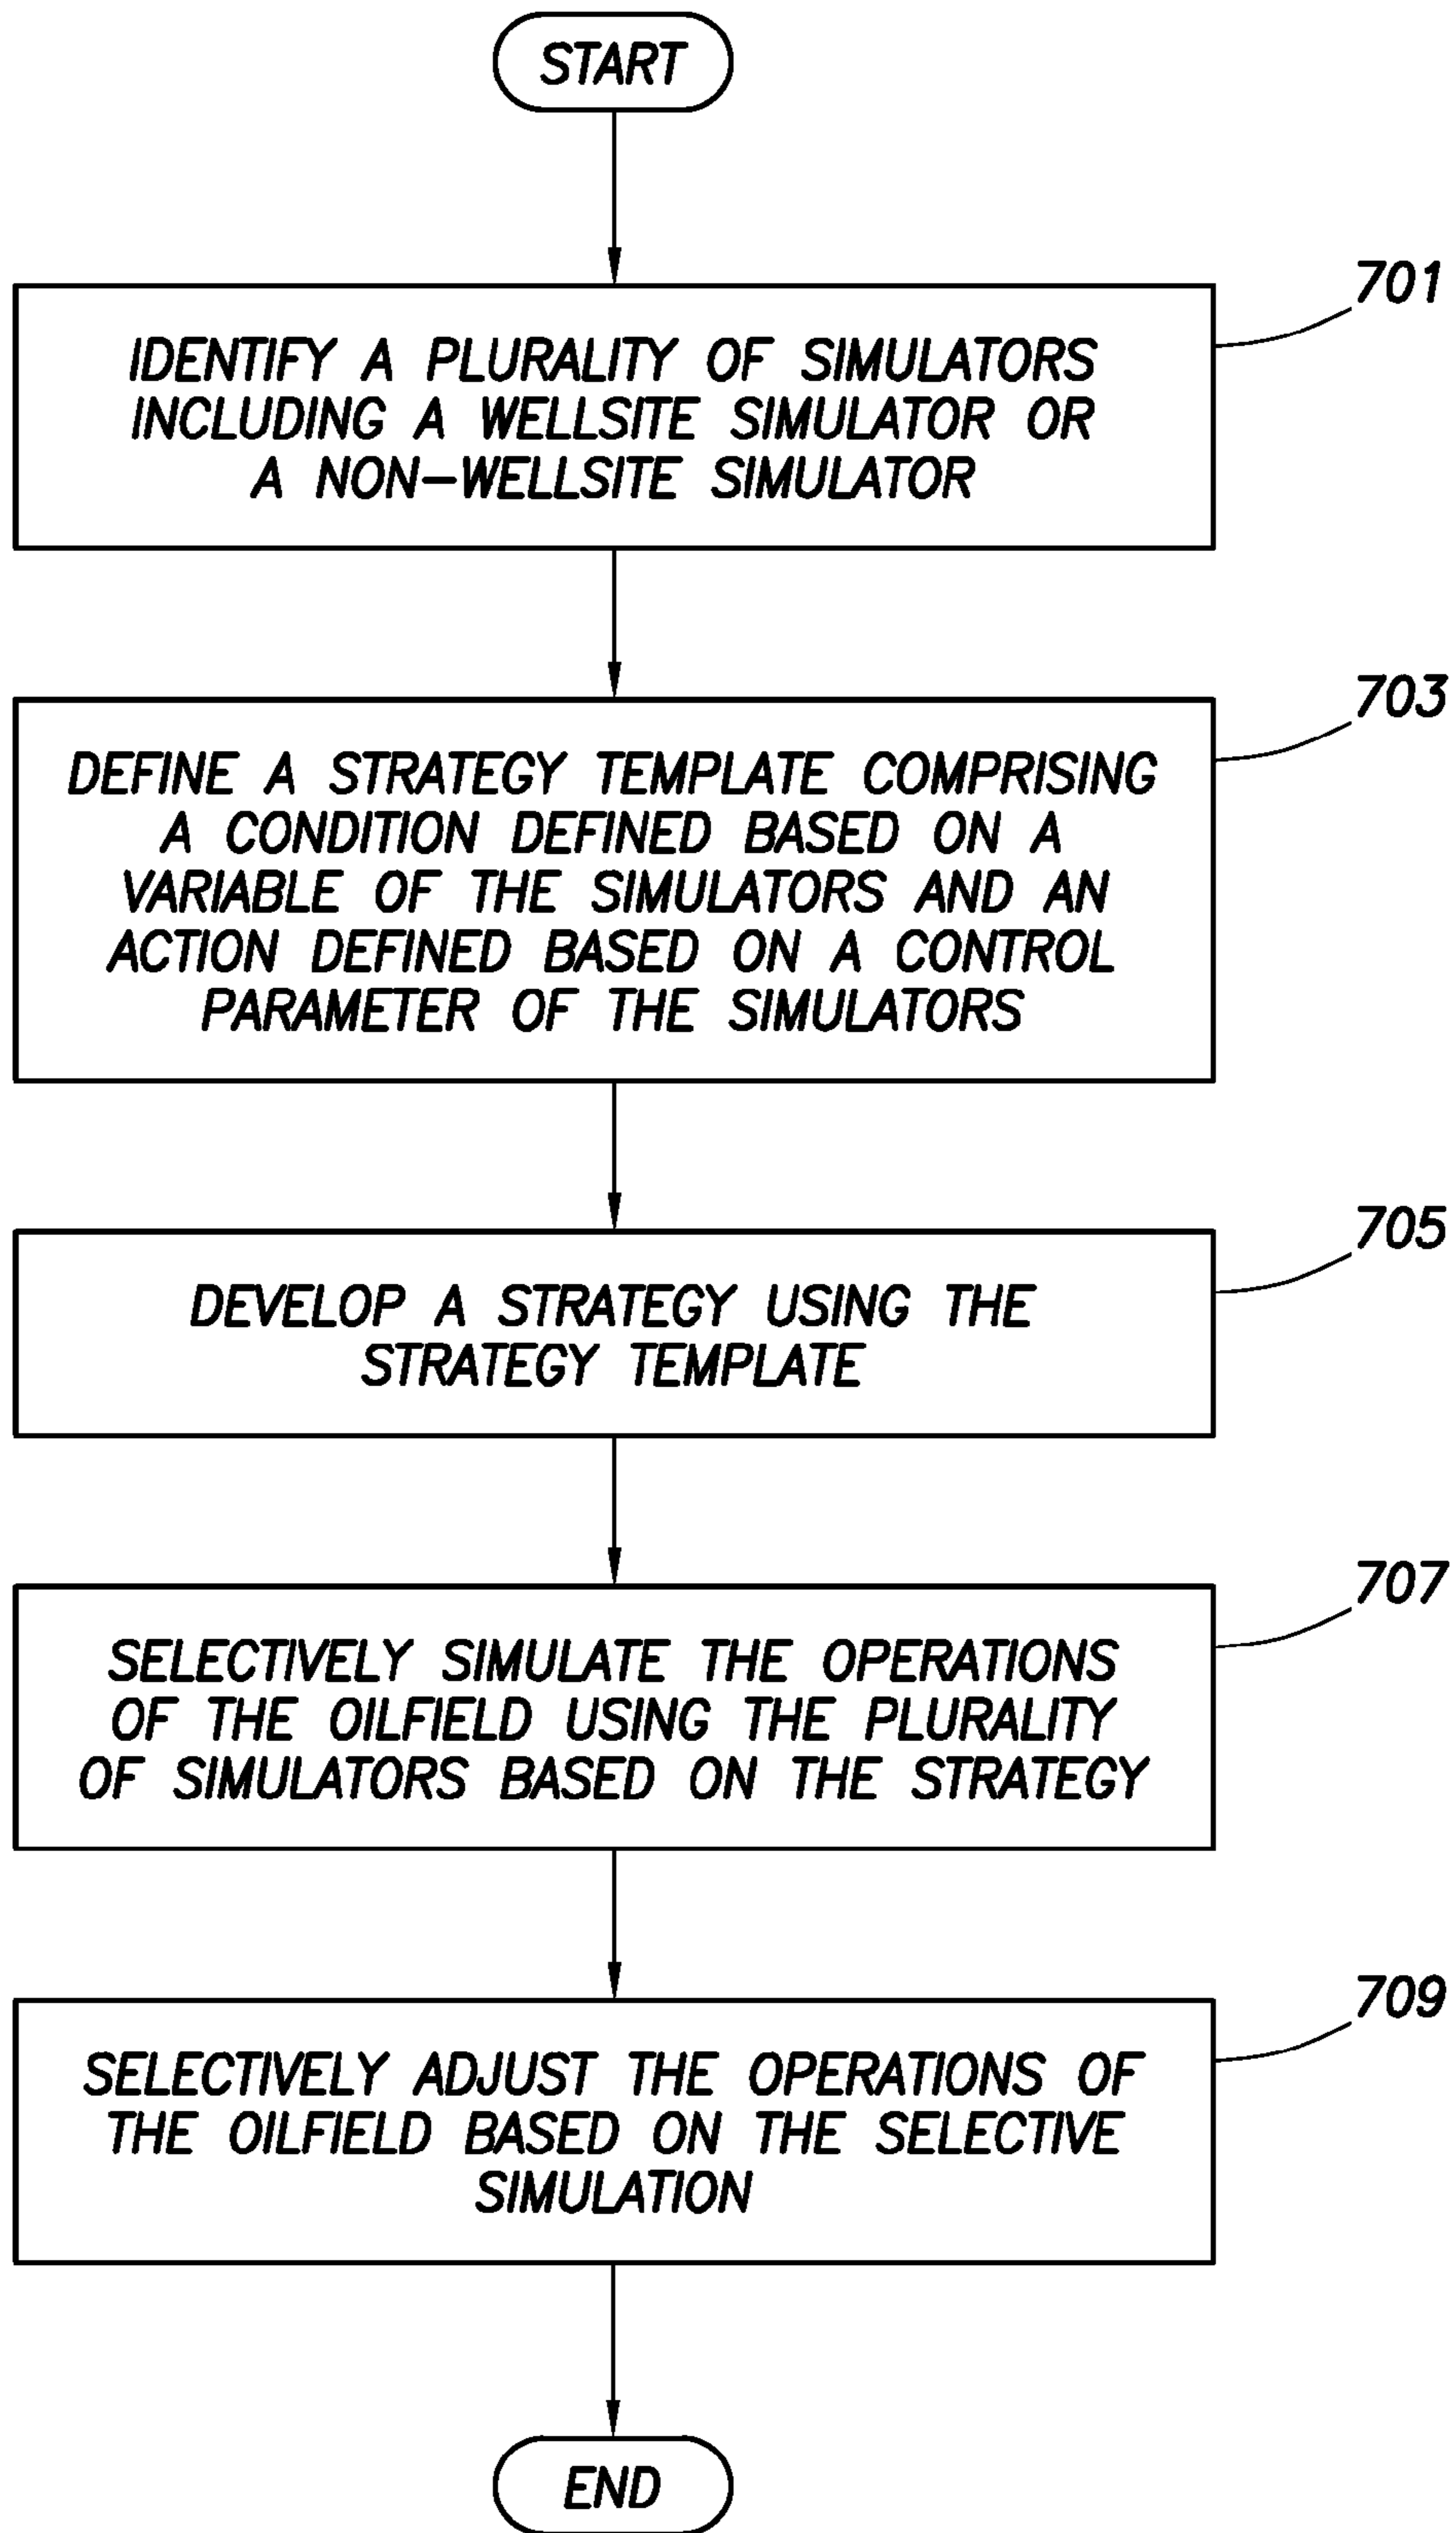 START
701
IDENTIFY A PLURALITY OF SIMULATORS
INCLUDING A WELLSITE SIMULATOR OR
A NON-WELLSITE SIMULATOR
703
DEFINE A STRATEGY TEMPLATE COMPRISING
A CONDITION DEFINED BASED ON A
VARIABLE OF THE SIMULATORS AND AN
ACTION DEFINED BASED ON A CONTROL
PARAMETER OF THE SIMULATORS
705
DEVELOP A STRATEGY USING THE
STRATEGY TEMPLATE
707
SELECTIVELY SIMULATE THE OPERATIONS
OF THE OILFIELD USING THE PLURALITY
OF SIMULATORS BASED ON THE STRATEGY
709
SELECTIVELY ADJUST THE OPERATIONS OF
THE OILFIELD BASED ON THE SELECTIVE
SIMULATION
END